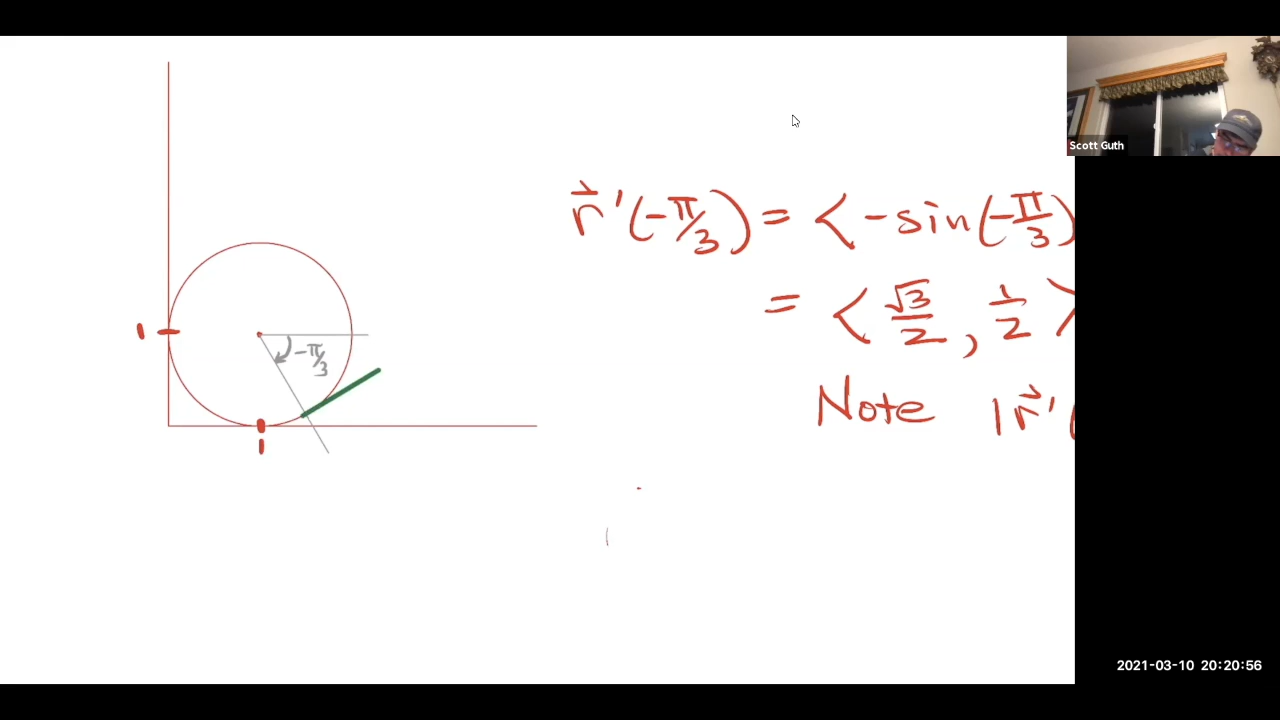 Scott Guth
r⃗'(-π/3) = < -sin(-π/3)
= < √3/2, 1/2 >
Note |r⃗'(
1
-π/3
1
2021-03-10 20:20:56